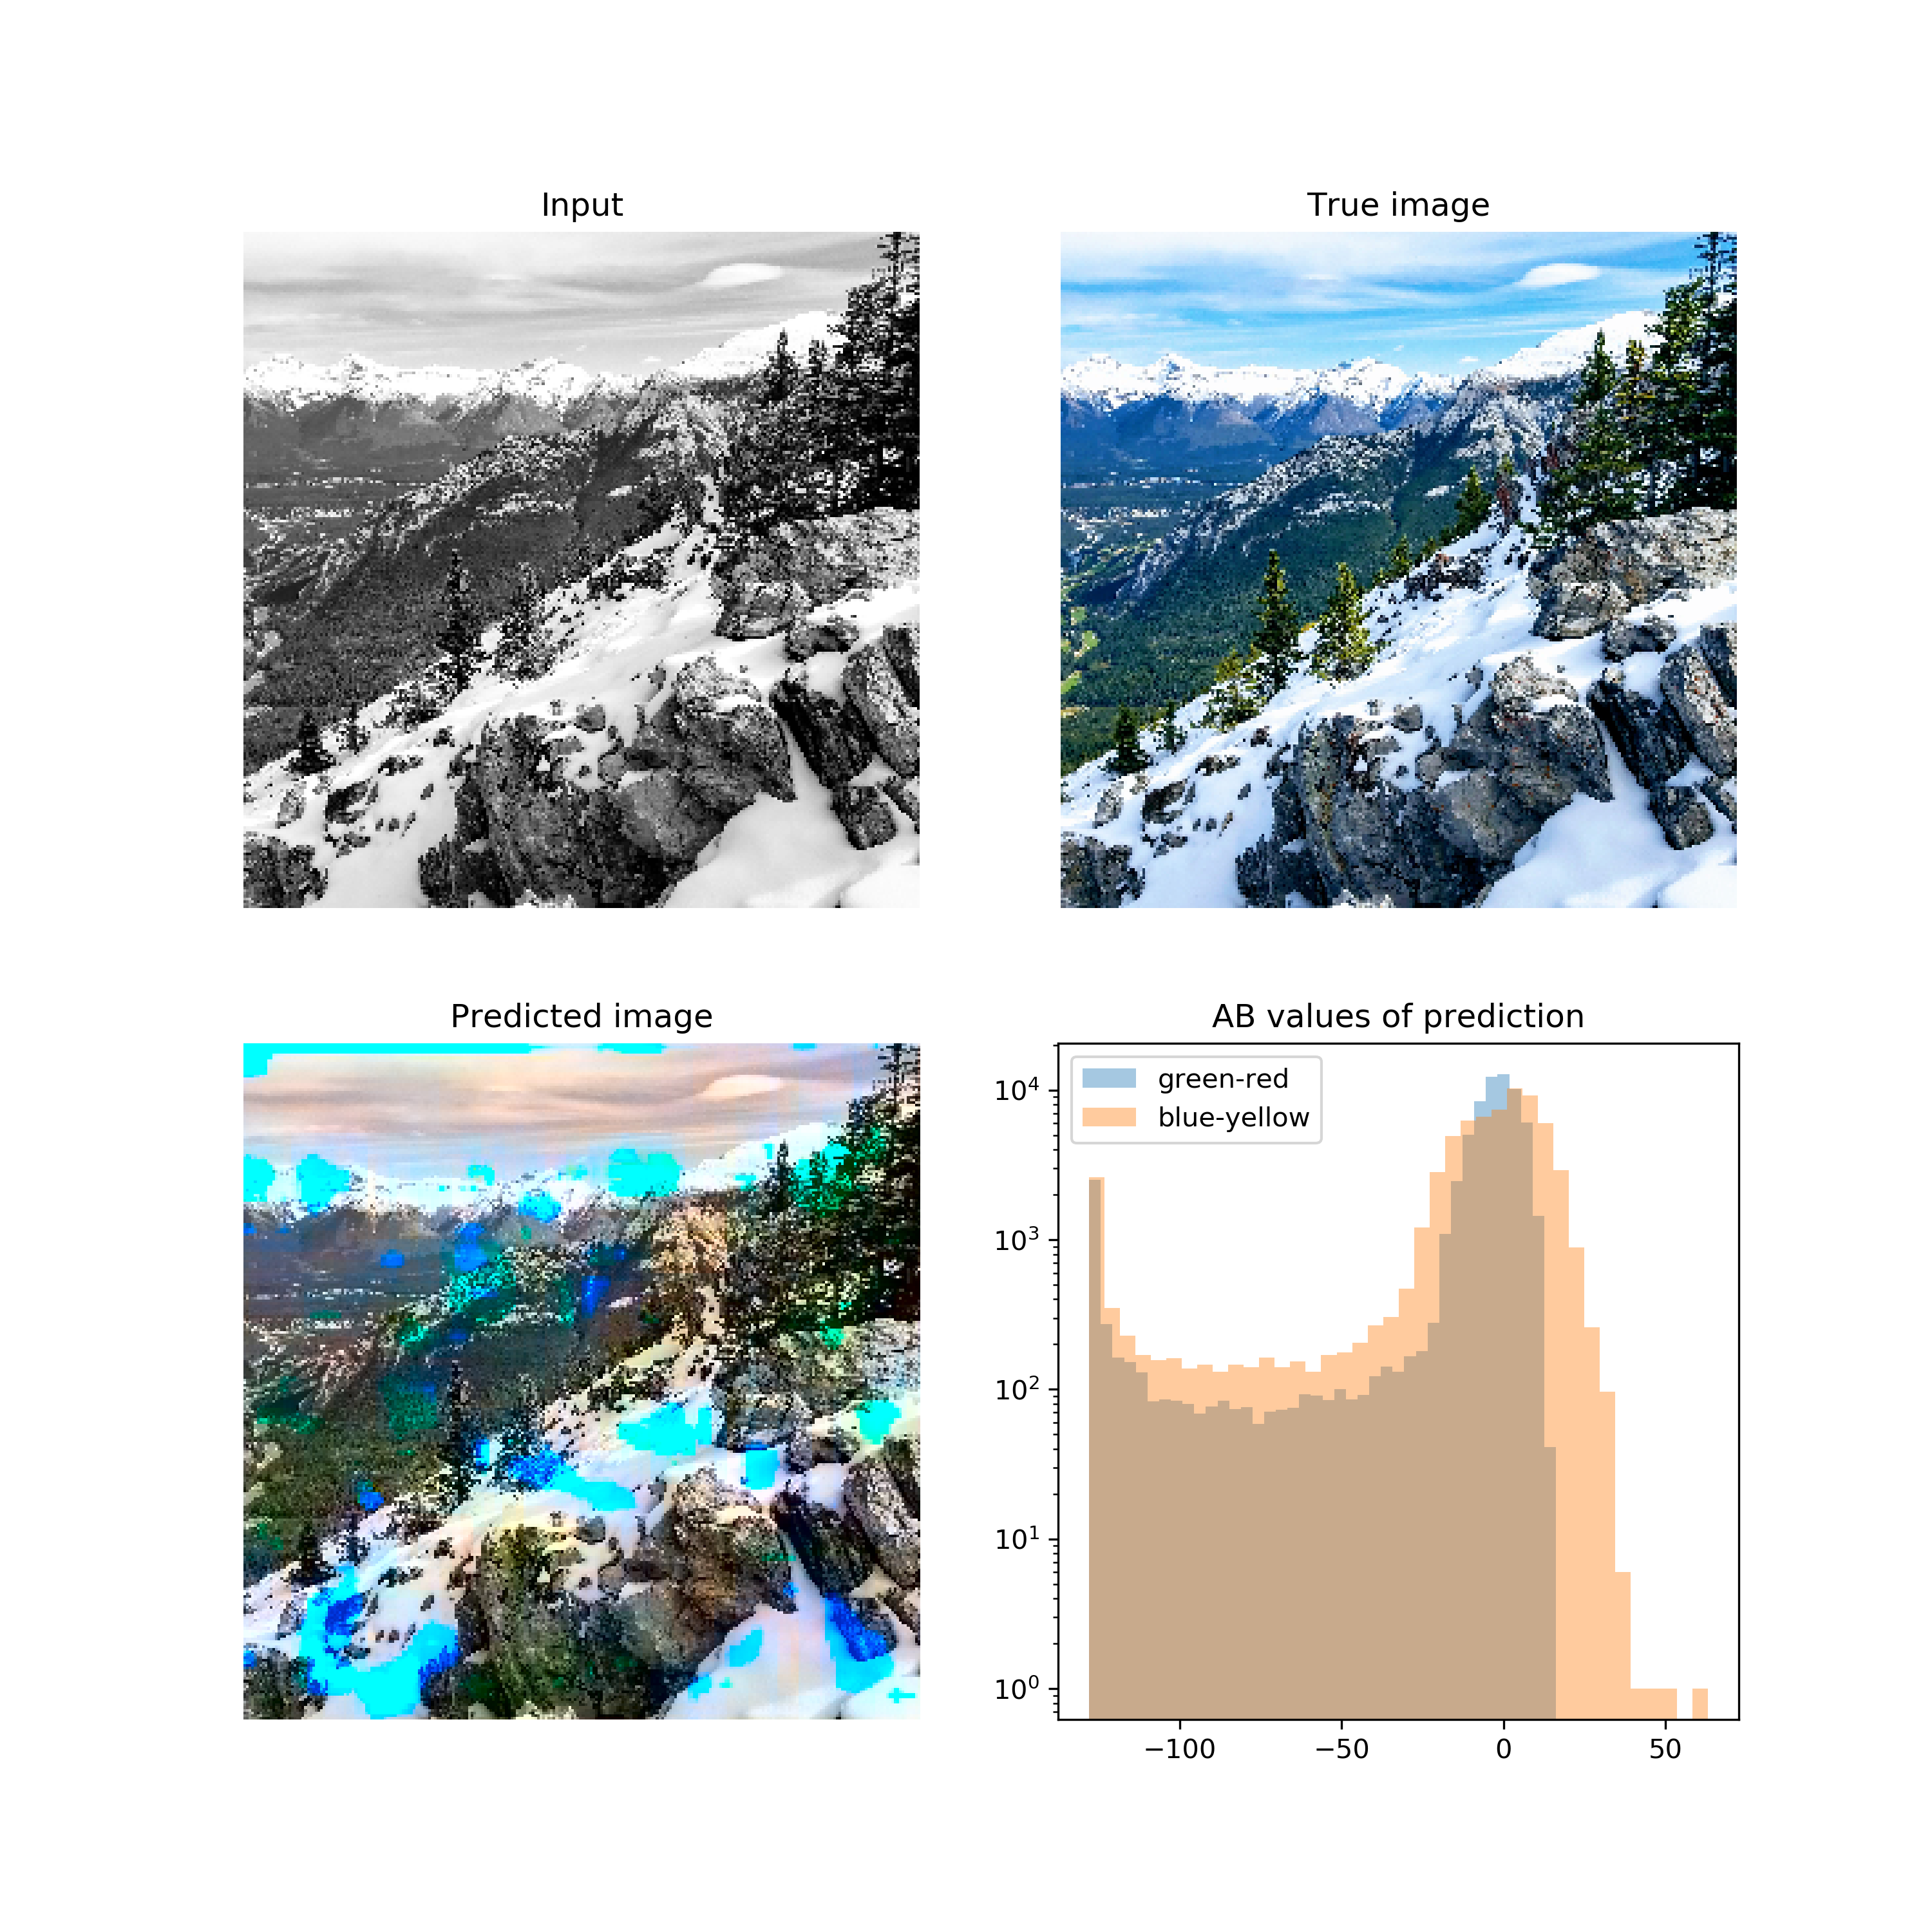 Input
True image
Predicted image
AB values of prediction
green-red
blue-yellow
10⁴
10³
10²
10¹
10⁰
−100
−50
0
50